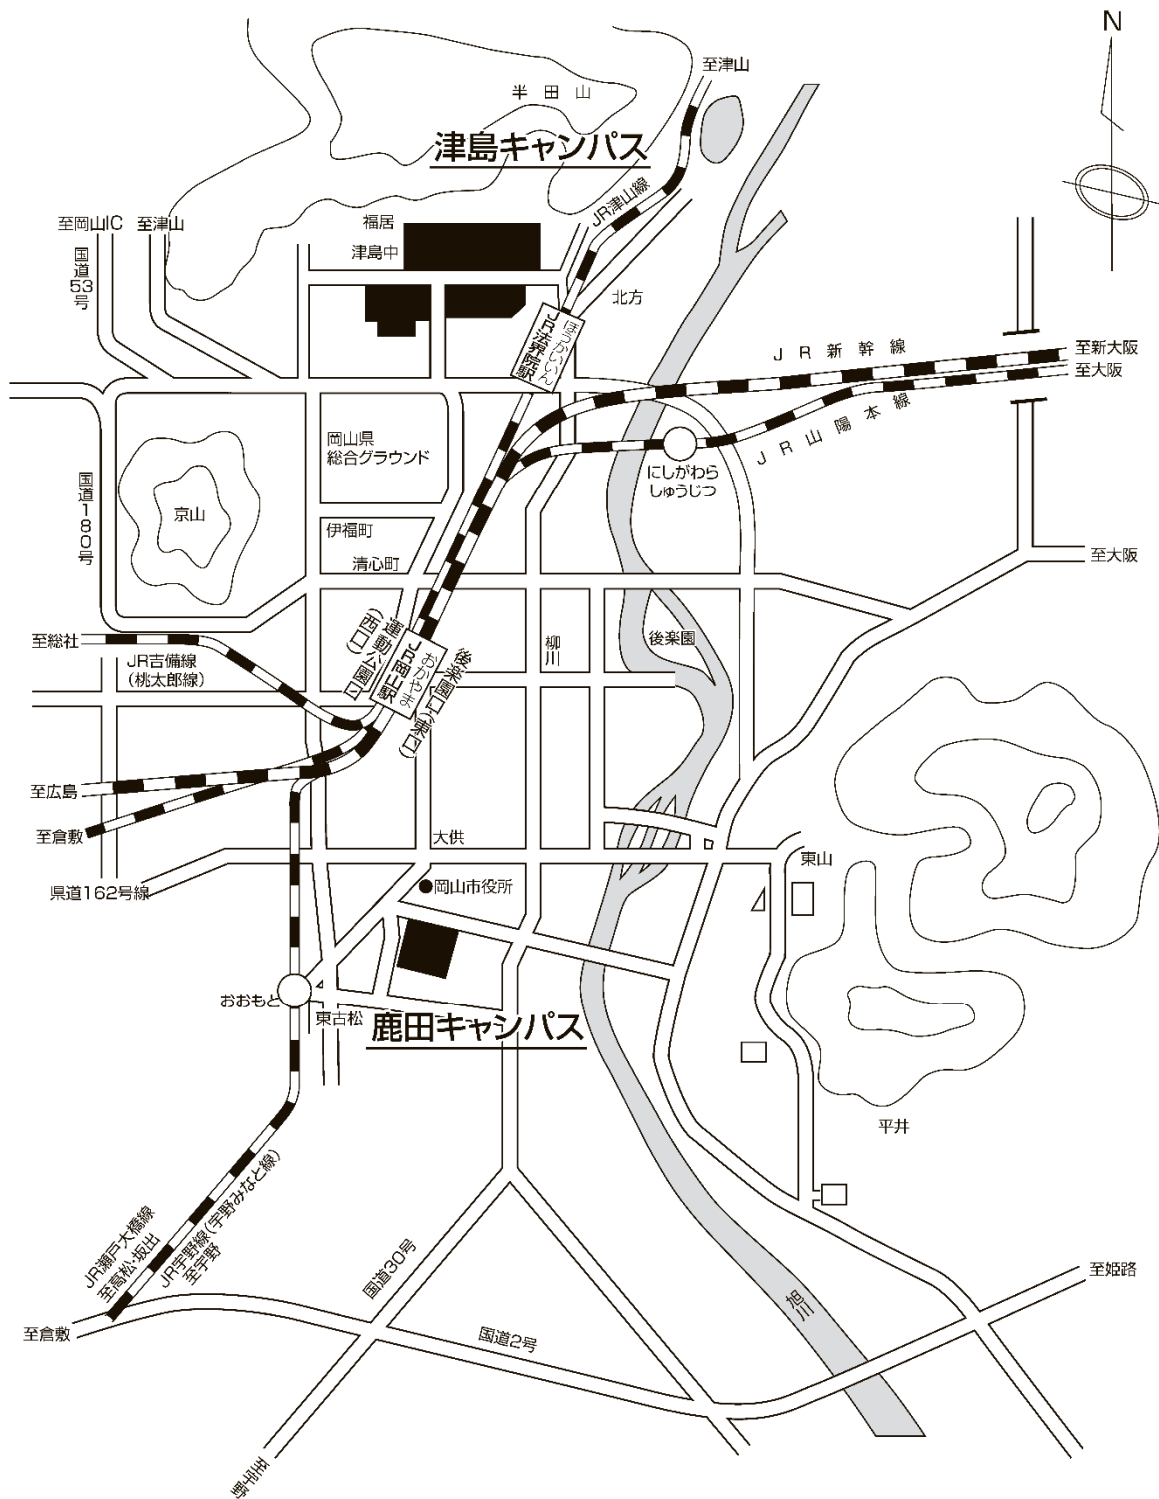 N
至津山
半田山
津島キャンパス
JR津山線
至岡山IC
至津山
国道53号
福居
津島中
北方
ほうかいいん
JR法界院駅
JR新幹線
至新大阪
至大阪
JR山陽本線
岡山県
総合グラウンド
にしがわら
しゅうじつ
国道180号
京山
伊福町
清心町
至大阪
至総社
JR吉備線
(桃太郎線)
運動公園口
(西口)
おかやま
JR岡山駅
後楽園口(東口)
柳川
後楽園
至広島
至倉敷
大供
東山
県道162号線
岡山市役所
おおもと
東古松
鹿田キャンパス
平井
JR瀬戸大橋線
至高松・坂出
JR宇野線(宇野みなと線)
至宇野
国道30号
至倉敷
国道2号
旭川
至姫路
至宇野